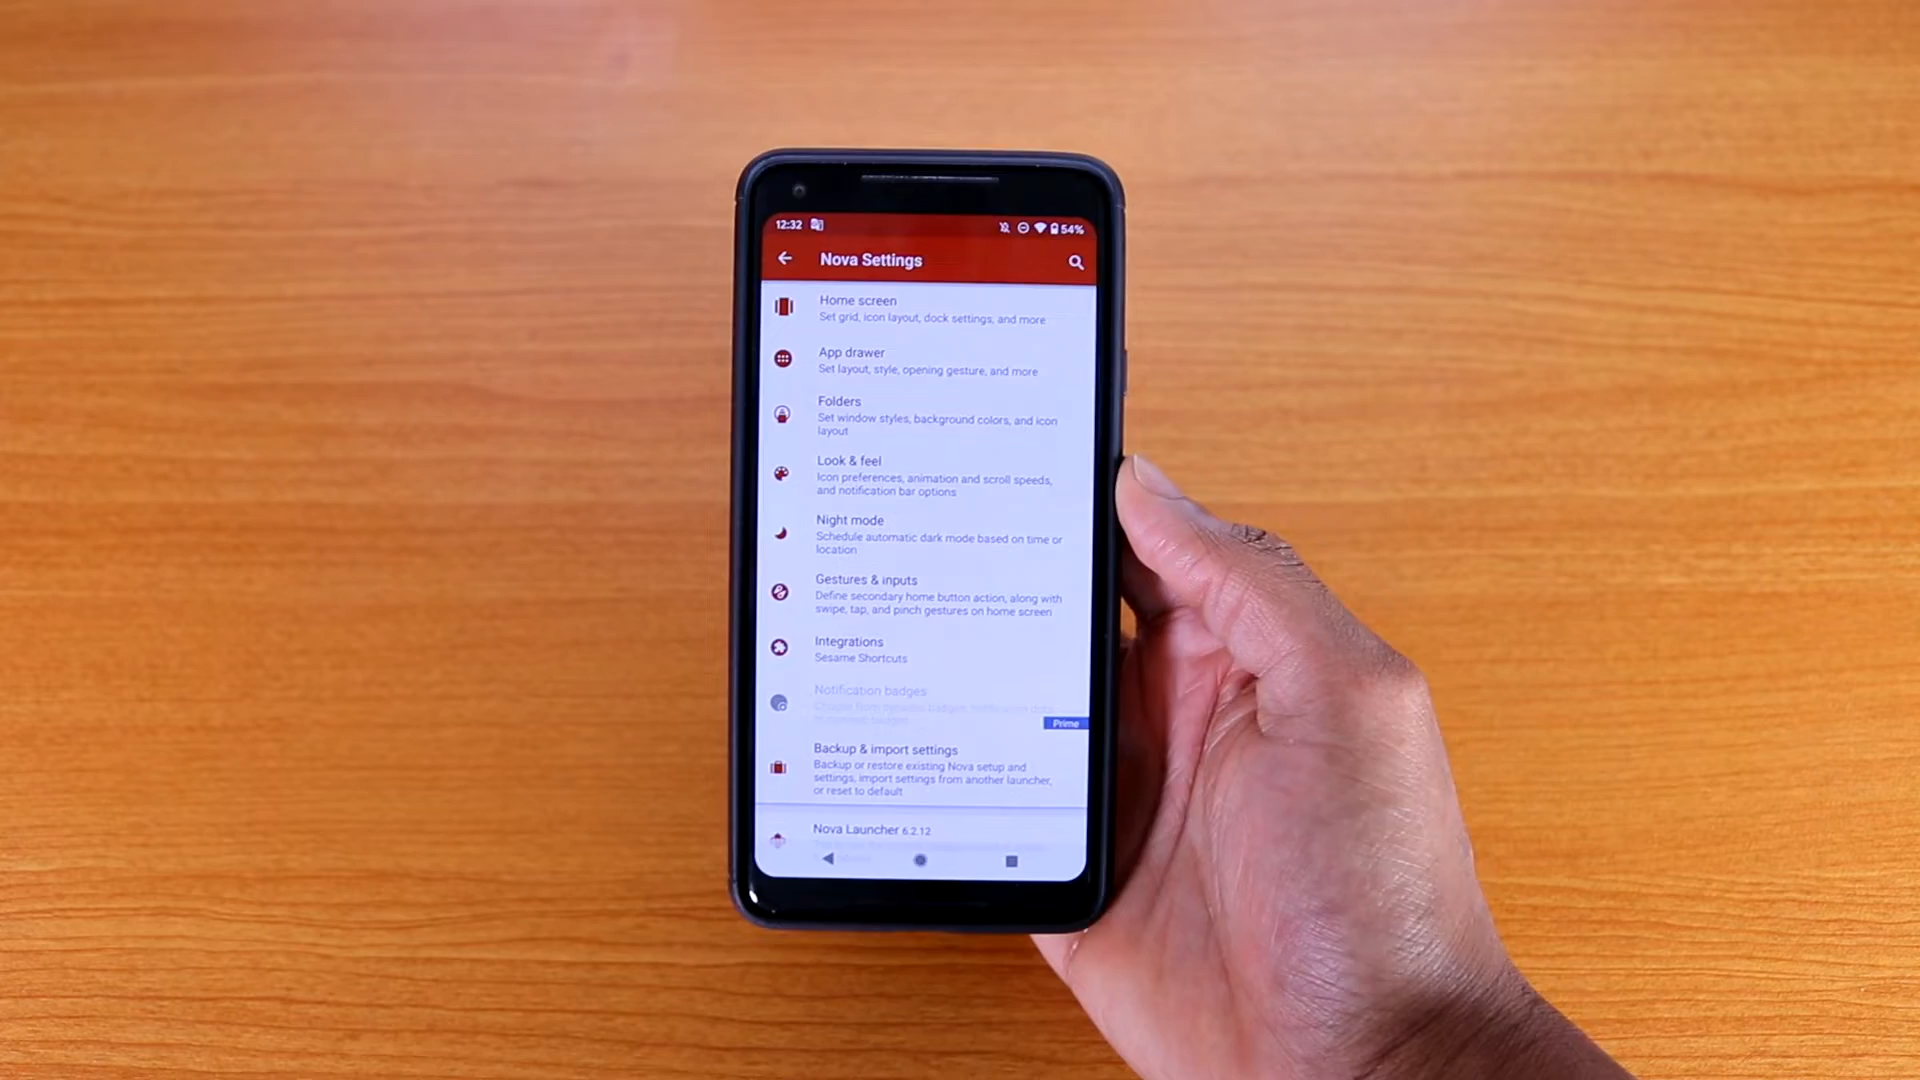 12:32
54%
Nova Settings
Home screen
Set grid, icon layout, dock settings, and more
App drawer
Set layout, style, opening gesture, and more
Folders
Set window styles, background colors, and icon
layout
Look & feel
Icon preferences, animation and scroll speeds,
and notification bar options
Night mode
Schedule automatic dark mode based on time or
location
Gestures & inputs
Define secondary home button action, along with
swipe, tap, and pinch gestures on home screen
Integrations
Sesame Shortcuts
Notification badges
Prime
Backup & import settings
Backup or restore existing Nova setup and
settings, import settings from another launcher,
or reset to default
Nova Launcher 6.2.12